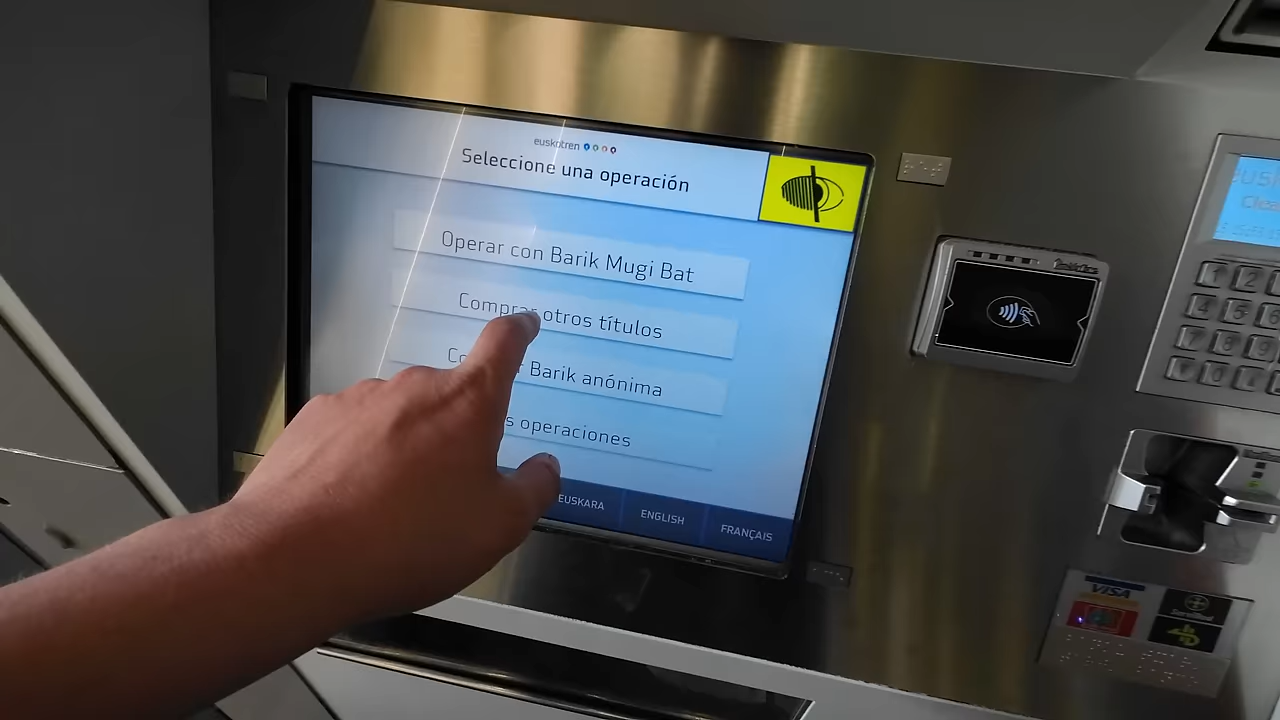 euskotren
Seleccione una operación
Operar con Barik Mugi Bat
Comprar otros títulos
Barik anónima
operaciones
EUSKARA
ENGLISH
FRANÇAIS
VISA